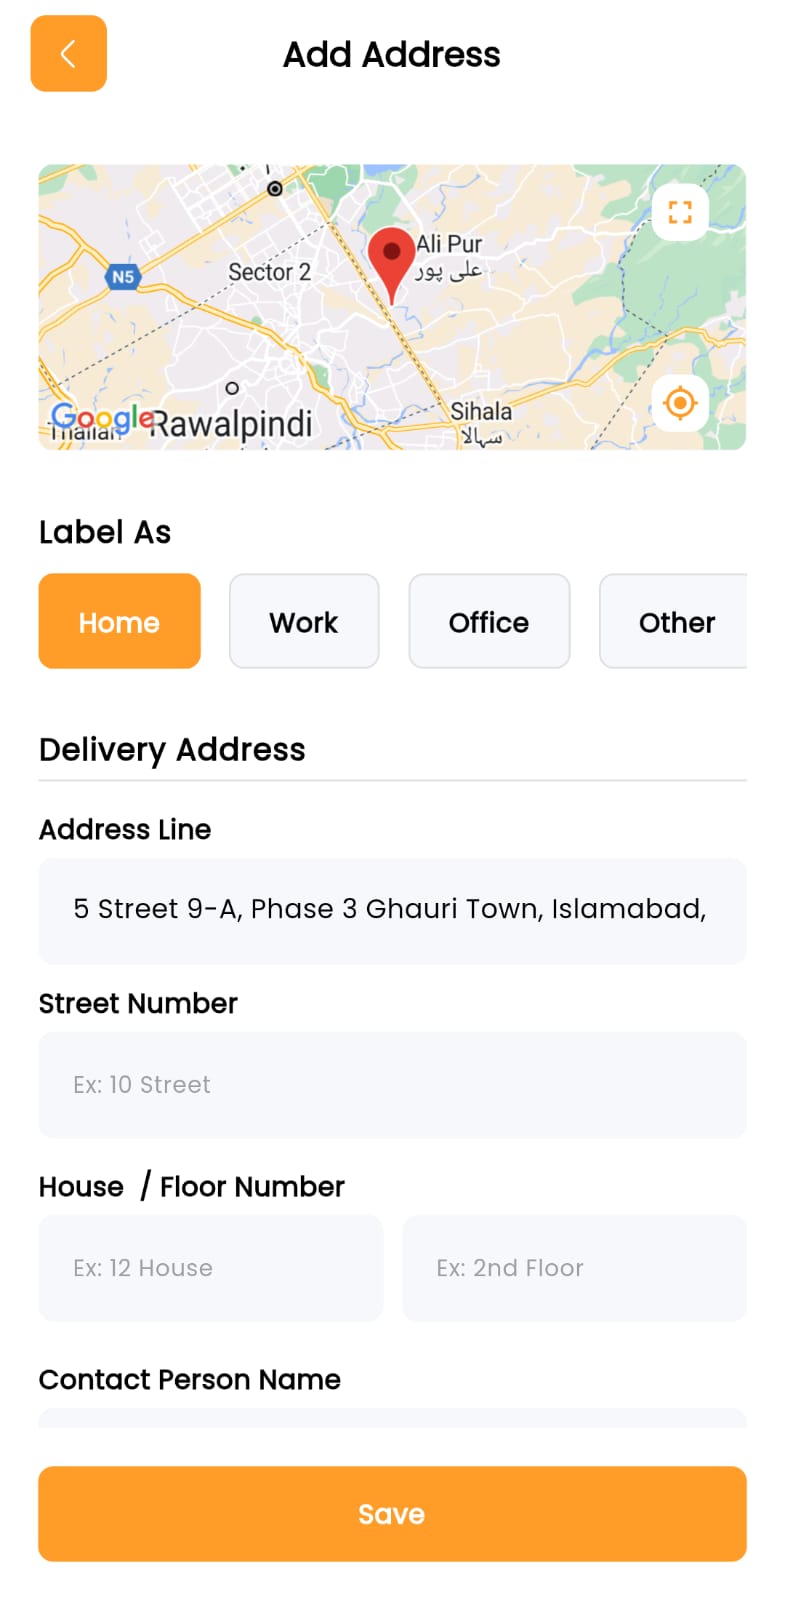 Add Address
Ali Pur
علی پور
Sector 2
N5
Sihala
سہالا
Google
Rawalpindi
Label As
Home Work Office Other
Delivery Address
Address Line
5 Street 9-A, Phase 3 Ghauri Town, Islamabad,
Street Number
Ex: 10 Street
House / Floor Number
Ex: 12 House Ex: 2nd Floor
Contact Person Name
Save